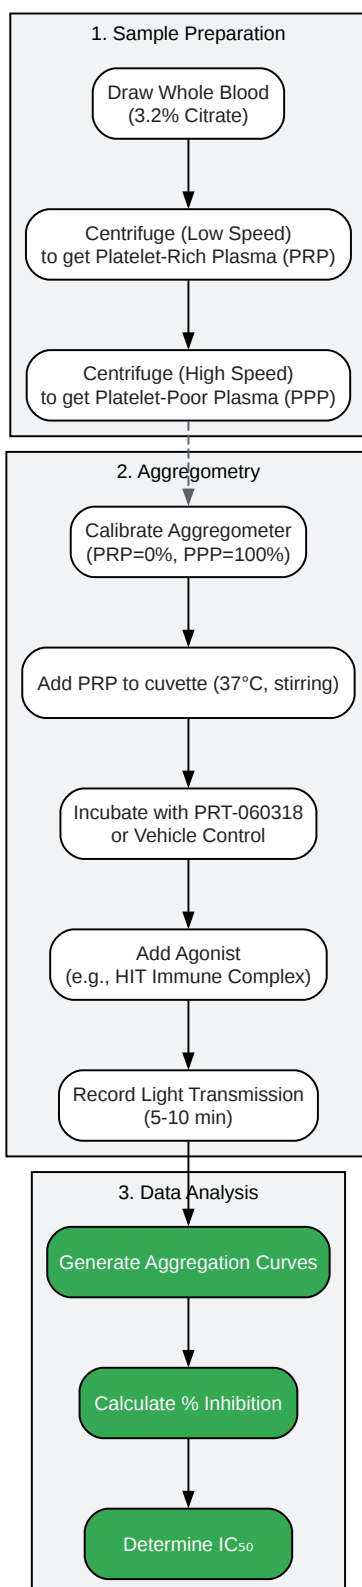 1. Sample Preparation
Draw Whole Blood
(3.2% Citrate)
Centrifuge (Low Speed)
to get Platelet-Rich Plasma (PRP)
Centrifuge (High Speed)
to get Platelet-Poor Plasma (PPP)
2. Aggregometry
Calibrate Aggregometer
(PRP=0%, PPP=100%)
Add PRP to cuvette (37°C, stirring)
Incubate with PRT-060318
or Vehicle Control
Add Agonist
(e.g., HIT Immune Complex)
Record Light Transmission
(5-10 min)
3. Data Analysis
Generate Aggregation Curves
Calculate % Inhibition
Determine IC₅₀